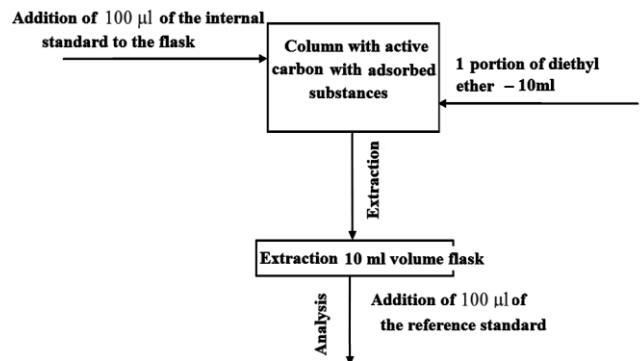 Addition of 100 μl of the internal
standard to the flask
Column with active
carbon with adsorbed
substances
1 portion of diethyl
ether – 10ml
Extraction
Extraction 10 ml volume flask
Analysis
Addition of 100 μl of
the reference standard